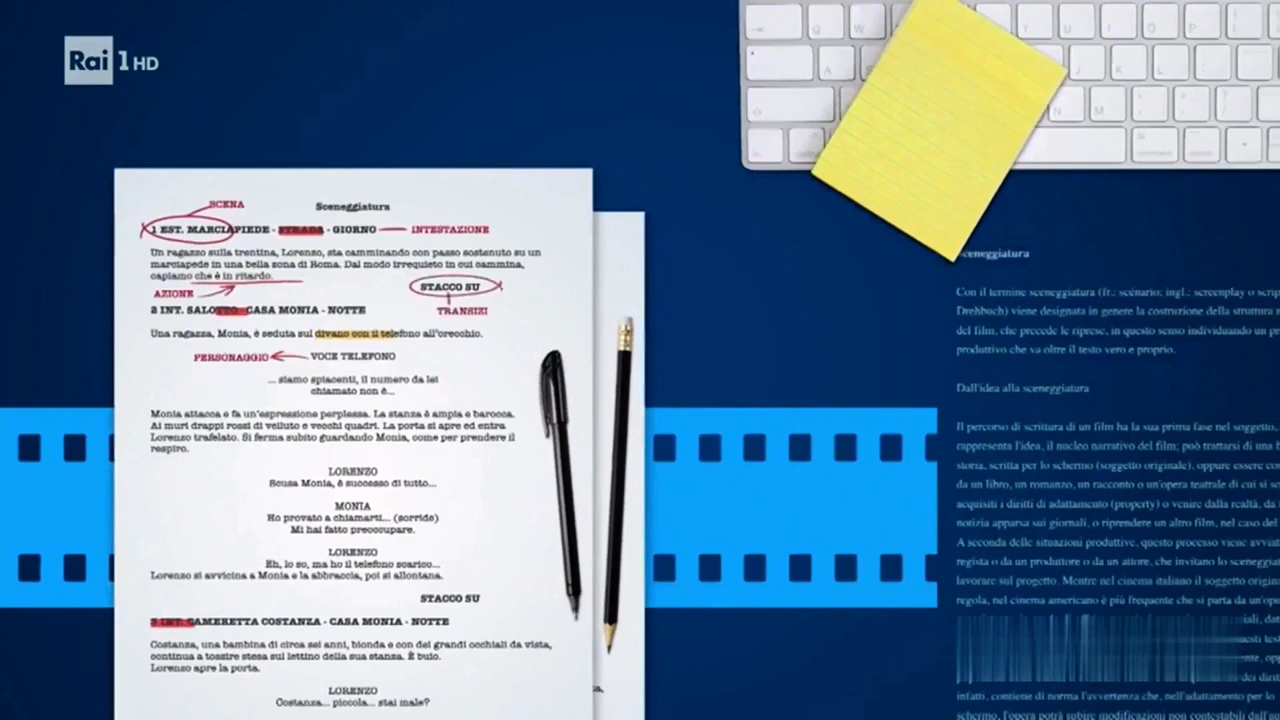 Rai 1 HD
SCENA
Sceneggiatura
1 EST. MARCIAPIEDE - STRADA - GIORNO
INTESTAZIONE
Un ragazzo sulla trentina, Lorenzo, sta camminando con passo sostenuto su un
marciapede in una bella zona di Roma. Dal modo irrequieto in cui cammina,
capiamo che è in ritardo.
STACCO SU
AZIONE
TRANSIZI
2 INT. SALOTTO - CASA MONIA - NOTTE
Una ragazza, Monia, è seduta sul divano con il telefono all'orecchio.
PERSONAGGIO
VOCE TELEFONO
... siamo spiacenti, il numero da lei
chiamato non è...
Monia attacca e fa un'espressione perplessa. La stanza è ampia e barocca.
Ai muri drappi rossi di velluto e vecchi quadri. La porta si apre ed entra
Lorenzo trafelato. Si ferma subito guardando Monia, come per prendere il
respiro.
LORENZO
Scusa Monia, è successo di tutto...
MONIA
Ho provato a chiamarti... (sorride)
Mi hai fatto preoccupare.
LORENZO
Eh, lo so, ma ho il telefono scarico...
Lorenzo si avvicina a Monia e la abbraccia, poi si allontana.
STACCO SU
3 INT. CAMERETTA COSTANZA - CASA MONIA - NOTTE
Costanza, una bambina di circa sei anni, bionda e con dei grandi occhiali da vista,
continua a tossire stesa sul lettino della sua stanza. È buio.
Lorenzo apre la porta.
LORENZO
Costanza... piccola... stai male?
ceneggiatura
Con il termine sceneggiatura (fr.: scénario; ingl.: screenplay o scrip
Drehbuch) viene designata in genere la costruzione della struttura n
del film, che precede le riprese, in questo senso individuando un pe
produttivo che va oltre il testo vero e proprio.
Dall'idea alla sceneggiatura
Il percorso di scrittura di un film ha la sua prima fase nel soggetto,
rappresenta l'idea, il nucleo narrativo del film; può trattarsi di una
storia, scritta per lo schermo (soggetto originale), oppure essere
da un libro, un romanzo, un racconto o un'opera teatrale di cui si
acquisiti i diritti di adattamento (property) o venire dalla realtà, da
notizia apparsa sui giornali, o riprendere un altro film, nel caso del
A seconda delle situazioni produttive, questo processo viene avviat
regista o da un produttore o da un attore, che invitano lo sceneggia
lavorare sul progetto. Mentre nel cinema italiano il soggetto origina
regola, nel cinema americano è più frequente che si parta da un'op
infatti, contiene di norma l'avvertenza che, nell'adattamento per lo
schermo, l'opera potrà subire modificazioni non contestabili dall'au